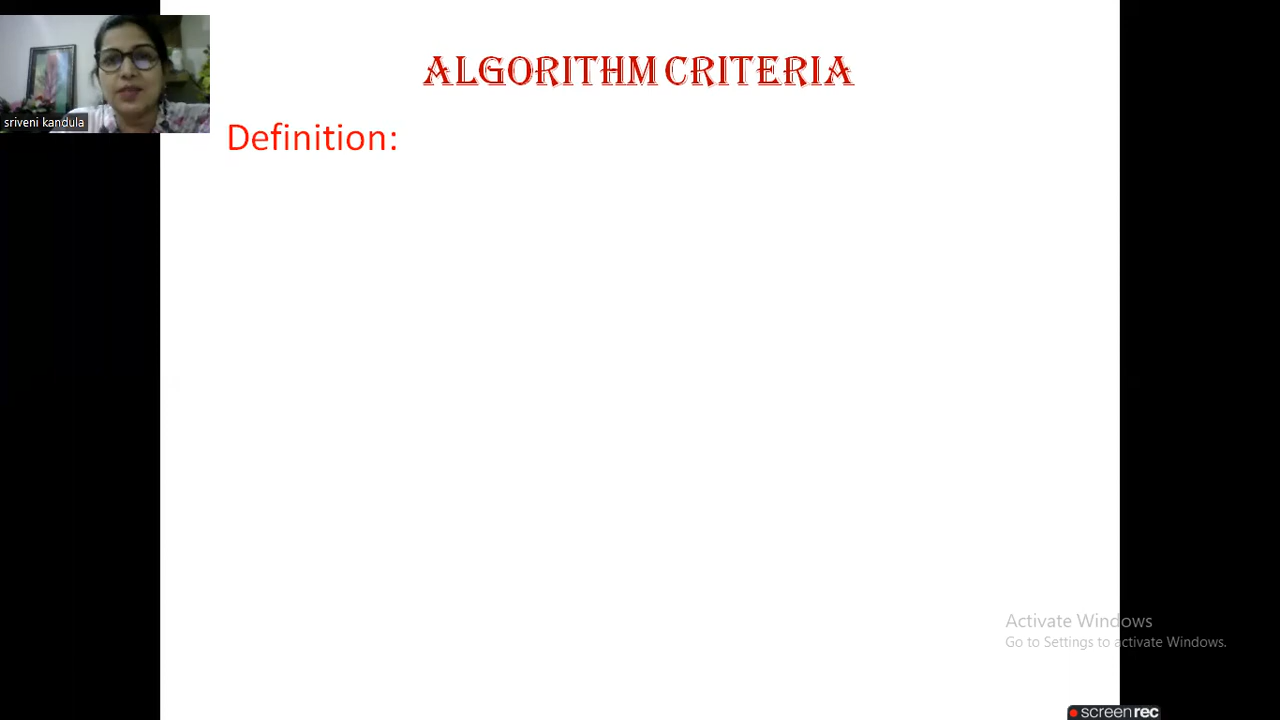 ALGORITHM CRITERIA
sriveni kandula
Definition:
Activate Windows
Go to Settings to activate Windows.
screenrec